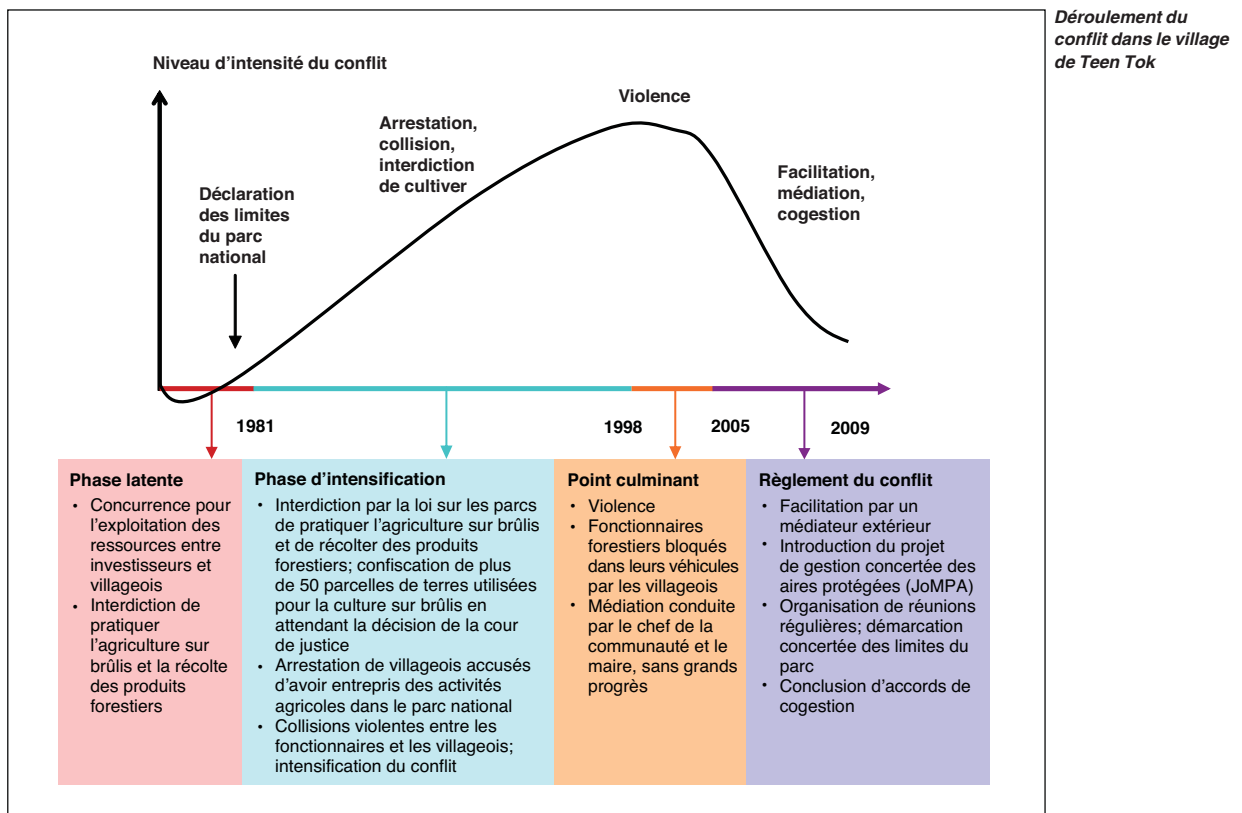 Déroulement du
conflit dans le village
de Teen Tok
Niveau d’intensité du conflit
Violence
Arrestation,
collision,
interdiction
de cultiver
Facilitation,
médiation,
cogestion
Déclaration
des limites
du parc
national
1981
1998
2005
2009
Phase latente
• Concurrence pour
l’exploitation des
ressources entre
investisseurs et
villageois
• Interdiction de
pratiquer
l’agriculture sur
brûlis et la récolte
des produits
forestiers
Phase d’intensification
• Interdiction par la loi sur les parcs
de pratiquer l’agriculture sur brûlis
et de récolter des produits
forestiers; confiscation de plus
de 50 parcelles de terres utilisées
pour la culture sur brûlis en
attendant la décision de la cour
de justice
• Arrestation de villageois accusés
d’avoir entrepris des activités
agricoles dans le parc national
• Collisions violentes entre les
fonctionnaires et les villageois;
intensification du conflit
Point culminant
• Violence
• Fonctionnaires
forestiers bloqués
dans leurs véhicules
par les villageois
• Médiation conduite
par le chef de la
communauté et le
maire, sans grands
progrès
Règlement du conflit
• Facilitation par un
médiateur extérieur
• Introduction du projet
de gestion concertée des
aires protégées (JoMPA)
• Organisation de réunions
régulières; démarcation
concertée des limites du
parc
• Conclusion d’accords de
cogestion